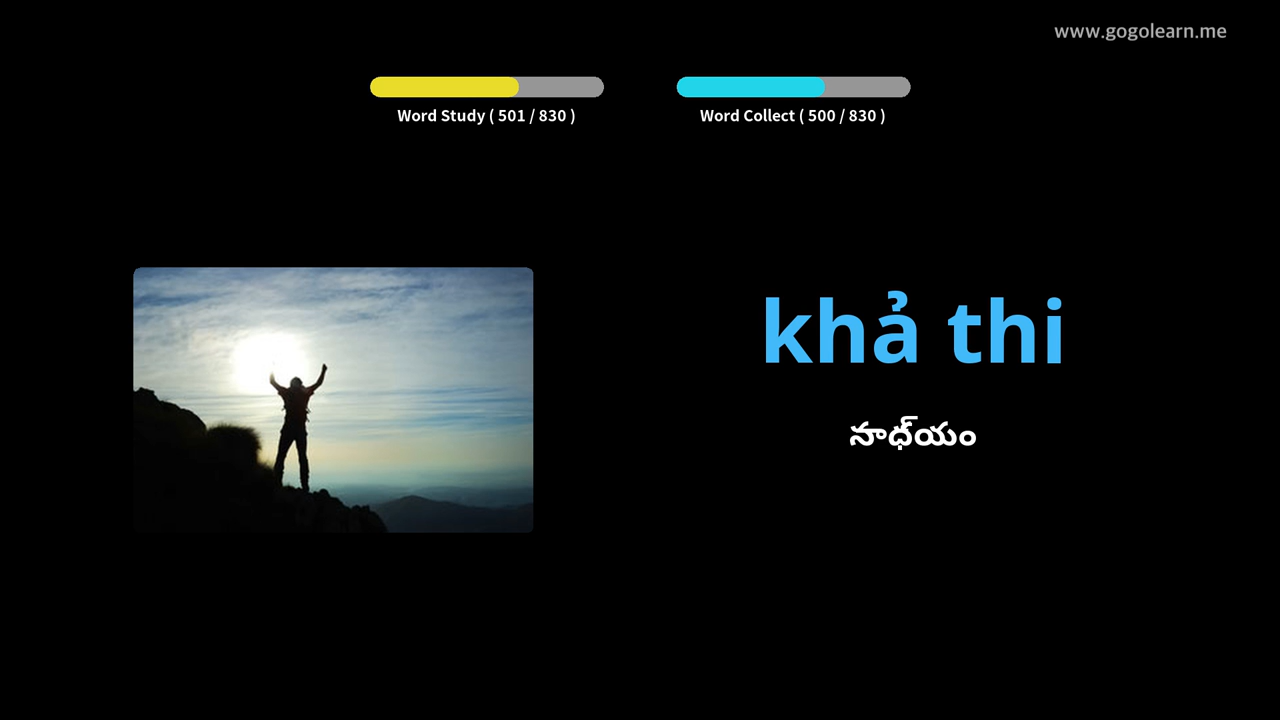 www.gogolearn.me
Word Study ( 501 / 830 )
Word Collect ( 500 / 830 )
khả thi
సాధ్యం